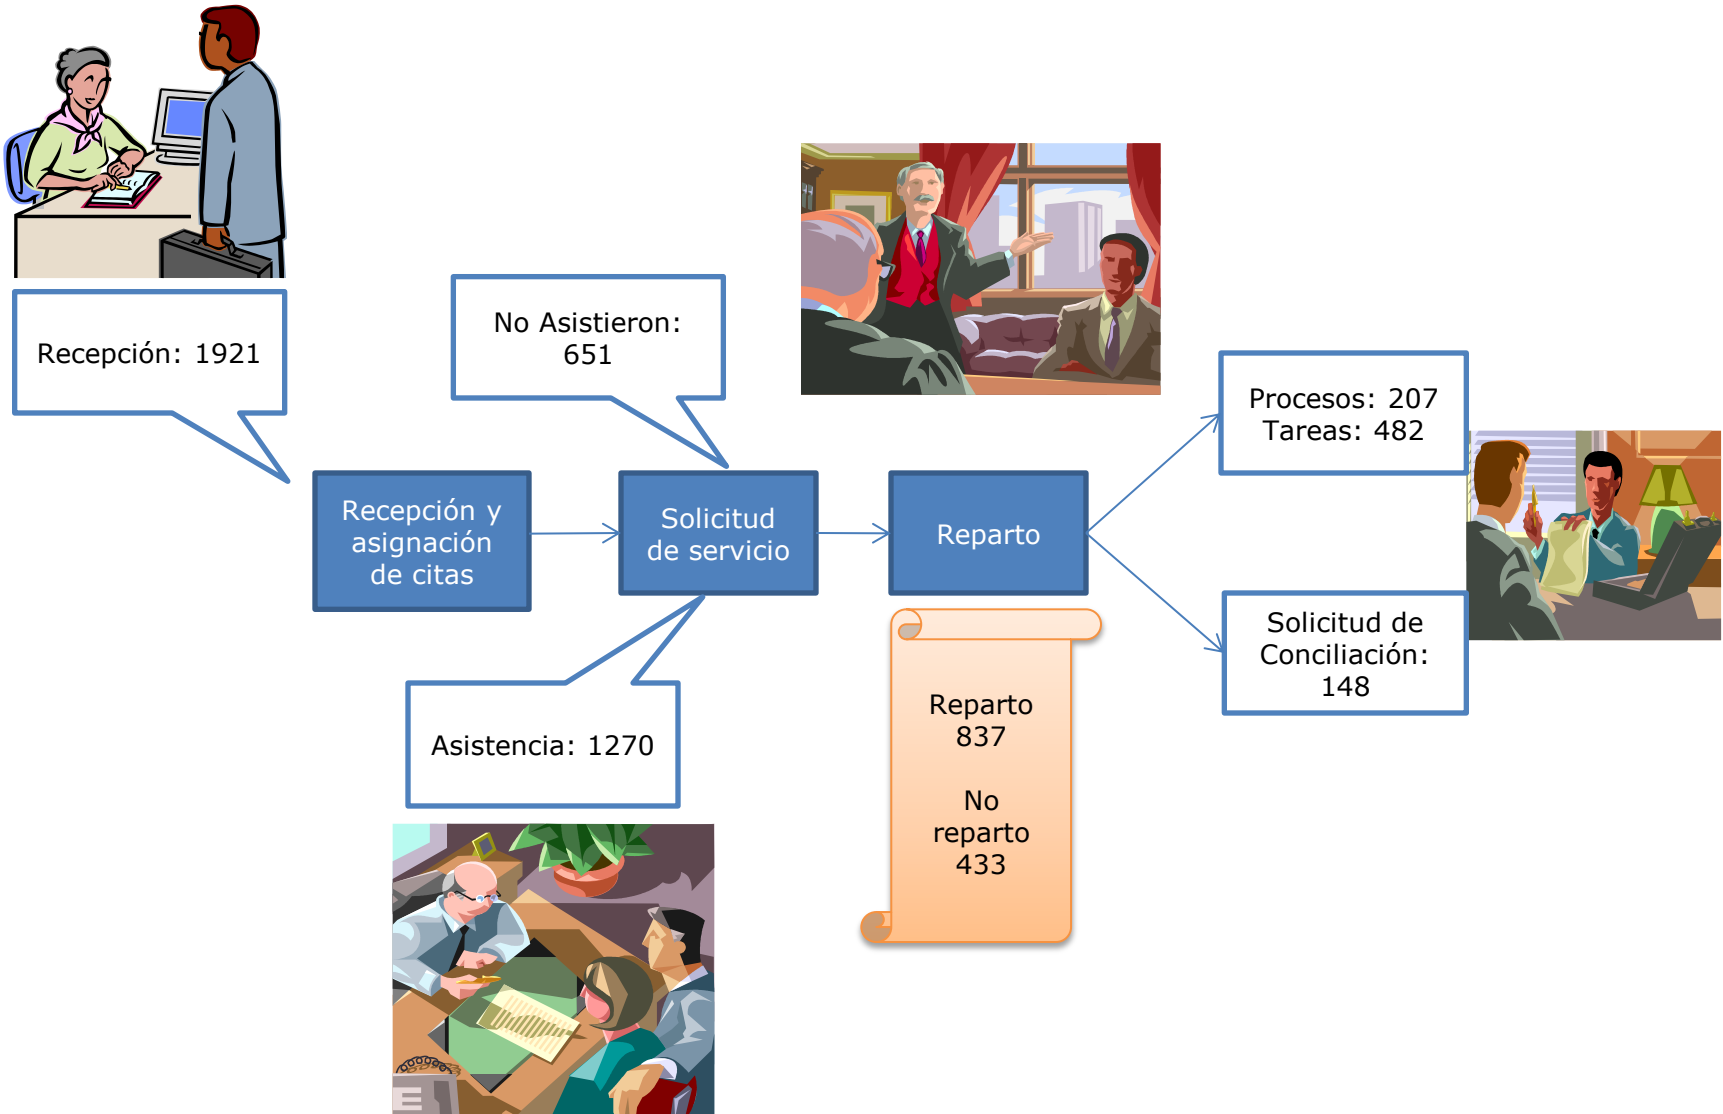 Recepción: 1921
No Asistieron:
651
Recepción y
asignación
de citas
Solicitud
de servicio
Reparto
Procesos: 207
Tareas: 482
Solicitud de
Conciliación:
148
Asistencia: 1270
Reparto
837
No
reparto
433